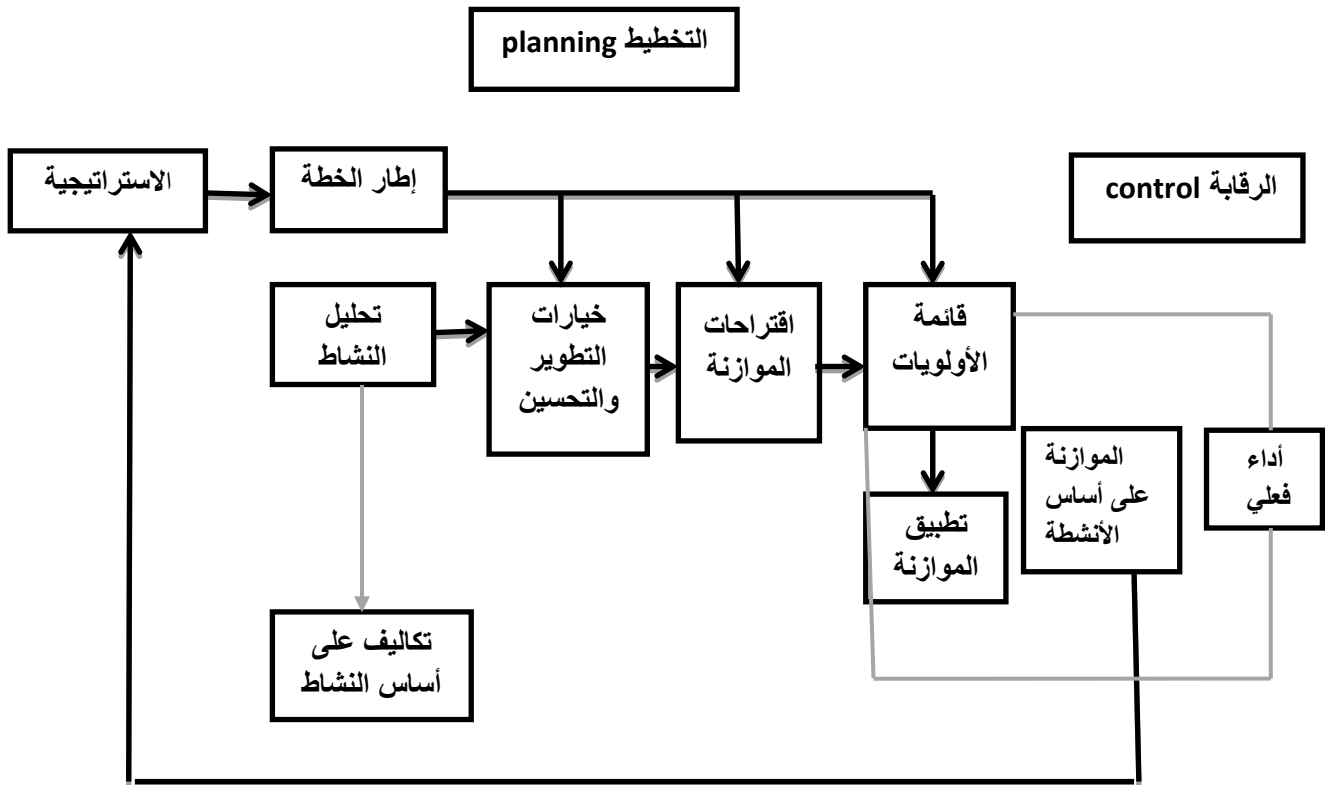 التخطيط planning
الاستراتيجية
إطار الخطة
الرقابة control
تحليل
النشاط
خيارات
التطوير
والتحسين
اقتراحات
الموازنة
قائمة
الأولويات
الموازنة
على أساس
الأنشطة
أداء
فعلي
تطبيق
الموازنة
تكاليف على
أساس النشاط